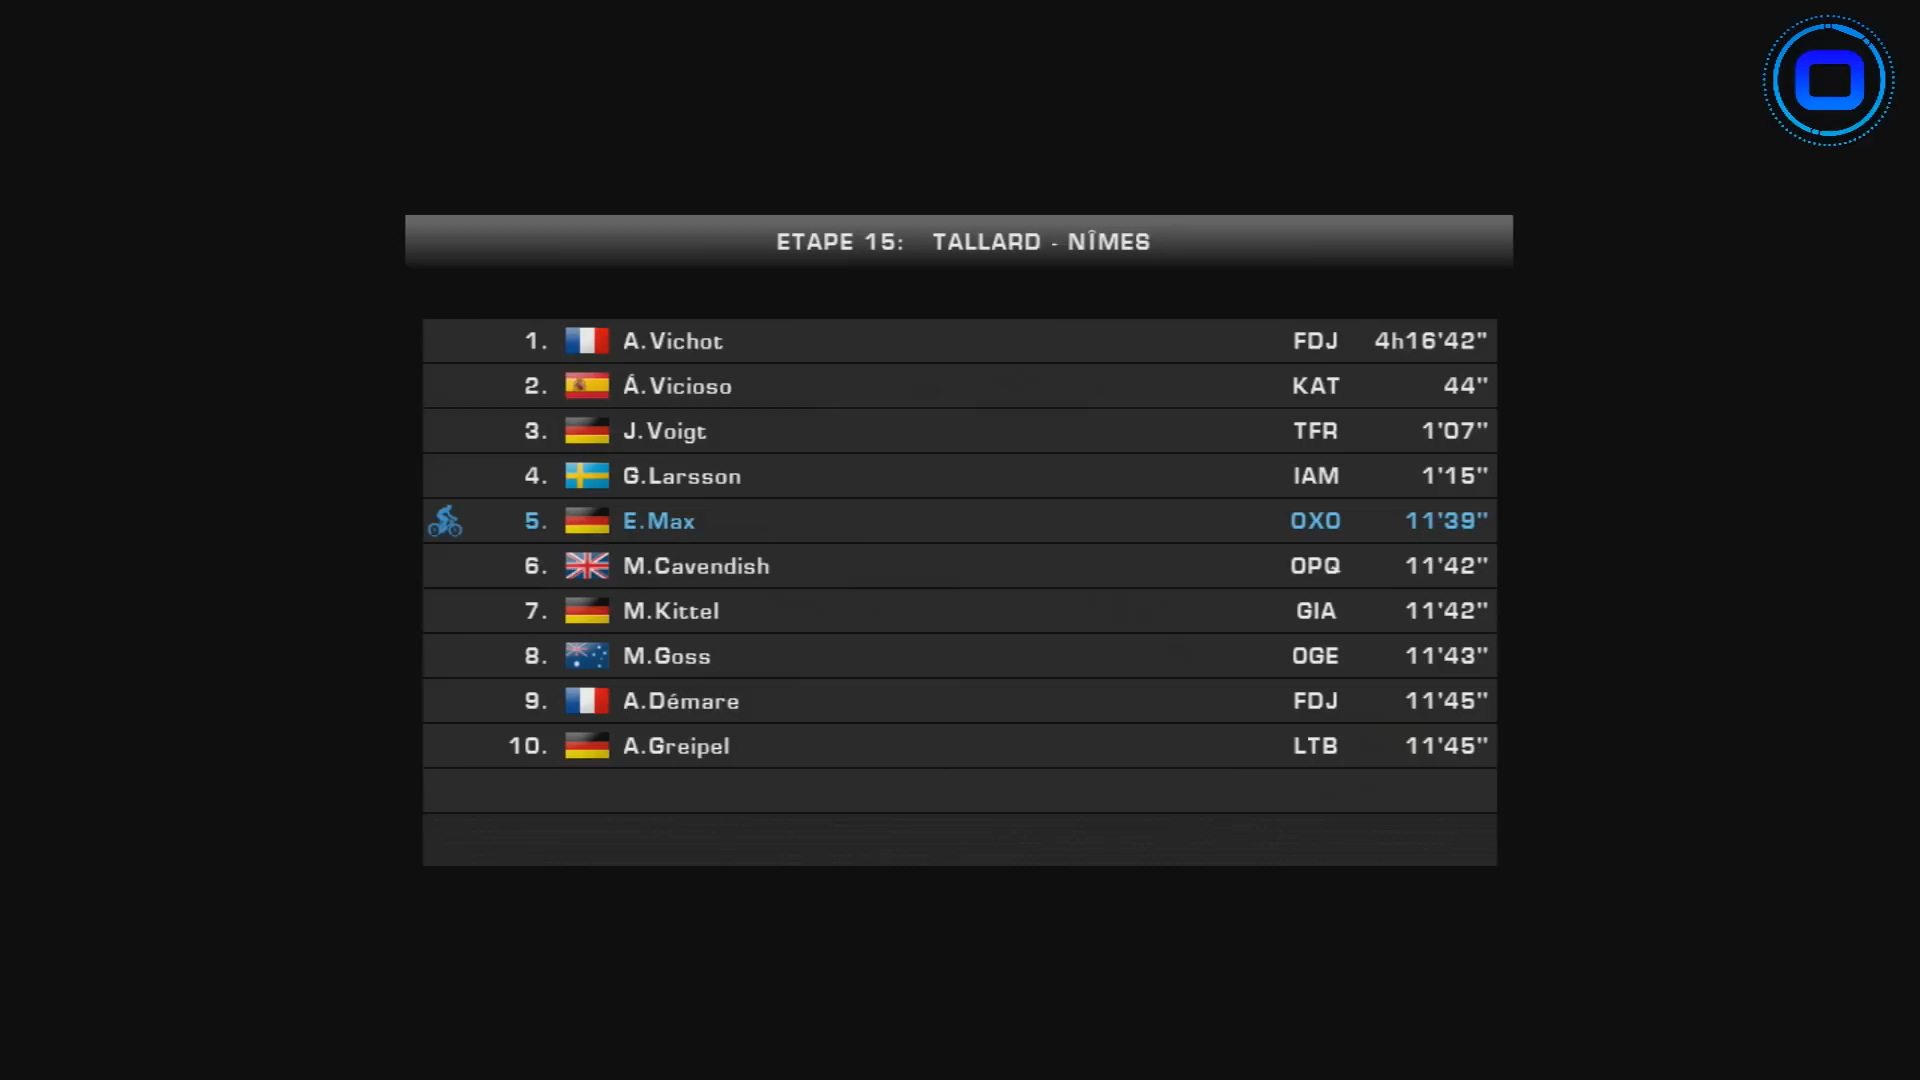 ETAPE 15: TALLARD - NÎMES
1. A.Vichot FDJ 4h16'42"
2. Á.Vicioso KAT 44"
3. J.Voigt TFR 1'07"
4. G.Larsson IAM 1'15"
5. E.Max OXO 11'39"
6. M.Cavendish OPQ 11'42"
7. M.Kittel GIA 11'42"
8. M.Goss OGE 11'43"
9. A.Démare FDJ 11'45"
10. A.Greipel LTB 11'45"